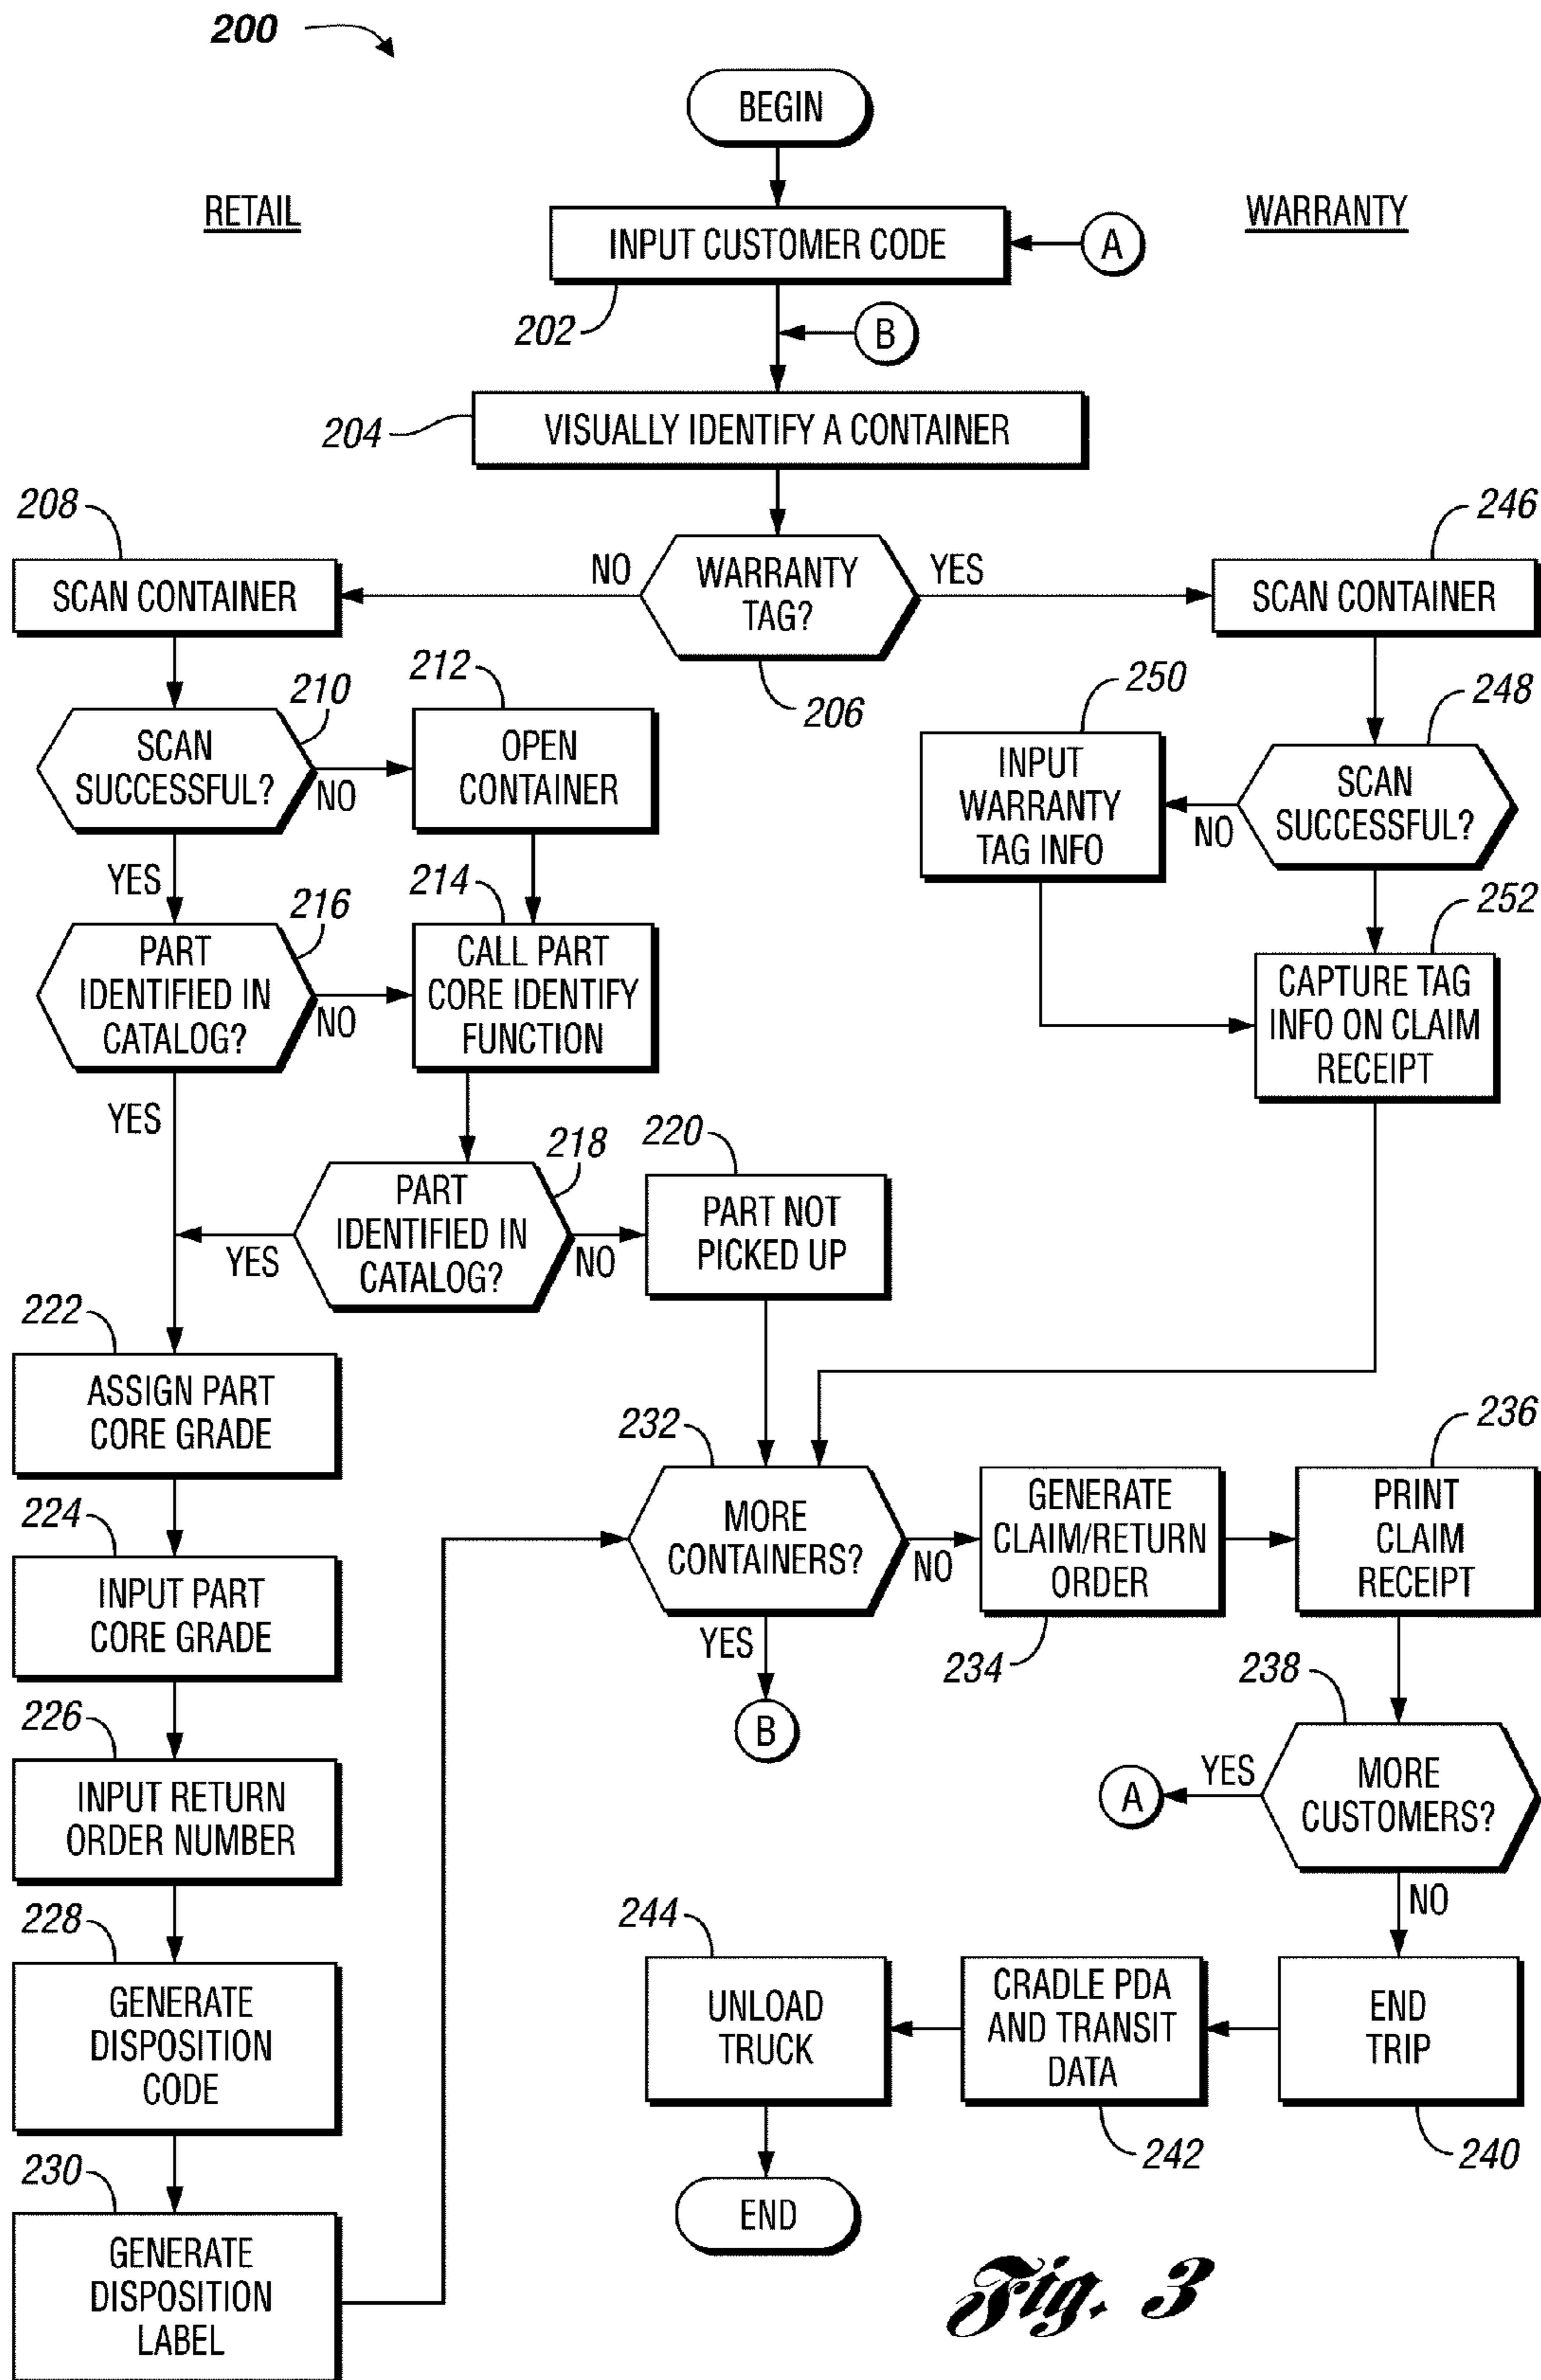 200
BEGIN
RETAIL
WARRANTY
INPUT CUSTOMER CODE
A
202
B
204
VISUALLY IDENTIFY A CONTAINER
208
246
SCAN CONTAINER
NO
WARRANTY
TAG?
YES
SCAN CONTAINER
206
210
SCAN
SUCCESSFUL?
NO
YES
212
OPEN
CONTAINER
250
INPUT
WARRANTY
TAG INFO
248
SCAN
SUCCESSFUL?
NO
216
PART
IDENTIFIED IN
CATALOG?
NO
YES
214
CALL PART
CORE IDENTIFY
FUNCTION
252
CAPTURE TAG
INFO ON CLAIM
RECEIPT
218
PART
IDENTIFIED IN
CATALOG?
YES
NO
220
PART NOT
PICKED UP
222
ASSIGN PART
CORE GRADE
224
INPUT PART
CORE GRADE
226
INPUT RETURN
ORDER NUMBER
228
GENERATE
DISPOSITION
CODE
230
GENERATE
DISPOSITION
LABEL
232
MORE
CONTAINERS?
NO
YES
B
GENERATE
CLAIM/RETURN
ORDER
234
236
PRINT
CLAIM
RECEIPT
238
MORE
CUSTOMERS?
YES
A
NO
244
UNLOAD
TRUCK
CRADLE PDA
AND TRANSIT
DATA
242
END
TRIP
240
END
Fig. 3